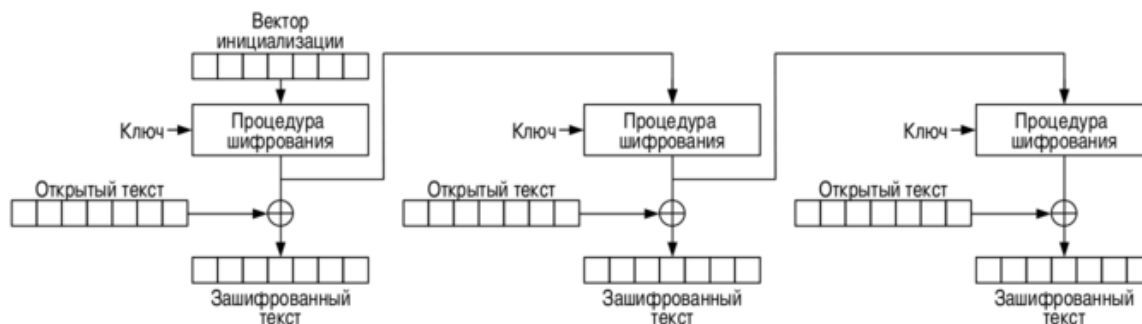 Вектор
инициализации
Ключ
Процедура
шифрования
Ключ
Процедура
шифрования
Ключ
Процедура
шифрования
Открытый текст
Открытый текст
Открытый текст
Зашифрованный
текст
Зашифрованный
текст
Зашифрованный
текст